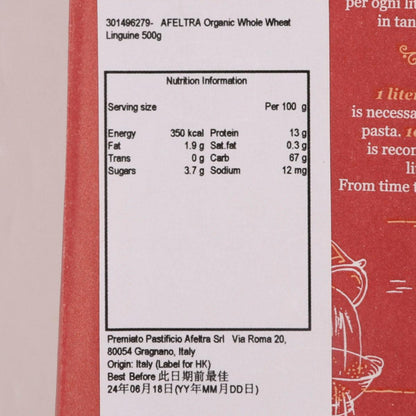 301496279-   AFELTRA Organic Whole Wheat
Linguine 500g
Nutrition Information
Serving size Per 100 g
Energy 350 kcal Protein 13 g
Fat 1.9 g Sat.fat 0.3 g
Trans 0 g Carb 67 g
Sugars 3.7 g Sodium 12 mg
Premiato Pastificio Afeltra Srl   Via Roma 20,
80054 Gragnano, Italy
Origin: Italy (Label for HK)
Best Before 此日期前最佳
24年06月18日(YY年MM月DD日)
per ogni lit
in tan
1 liter
is necessa
pasta.
is recon
li
From time t